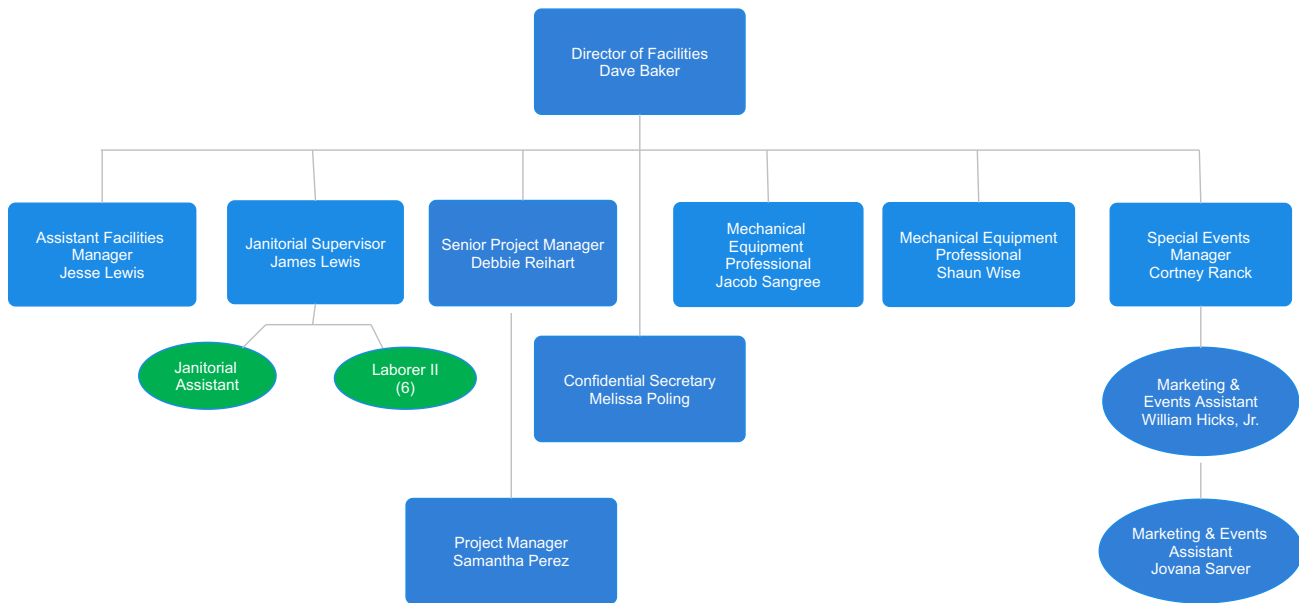 Director of Facilities
Dave Baker
Assistant Facilities
Manager
Jesse Lewis
Janitorial Supervisor
James Lewis
Senior Project Manager
Debbie Reihart
Mechanical
Equipment
Professional
Jacob Sangree
Mechanical Equipment
Professional
Shaun Wise
Special Events
Manager
Cortney Ranck
Janitorial
Assistant
Laborer II
(6)
Confidential Secretary
Melissa Poling
Marketing &
Events Assistant
William Hicks, Jr.
Project Manager
Samantha Perez
Marketing & Events
Assistant
Jovana Sarver